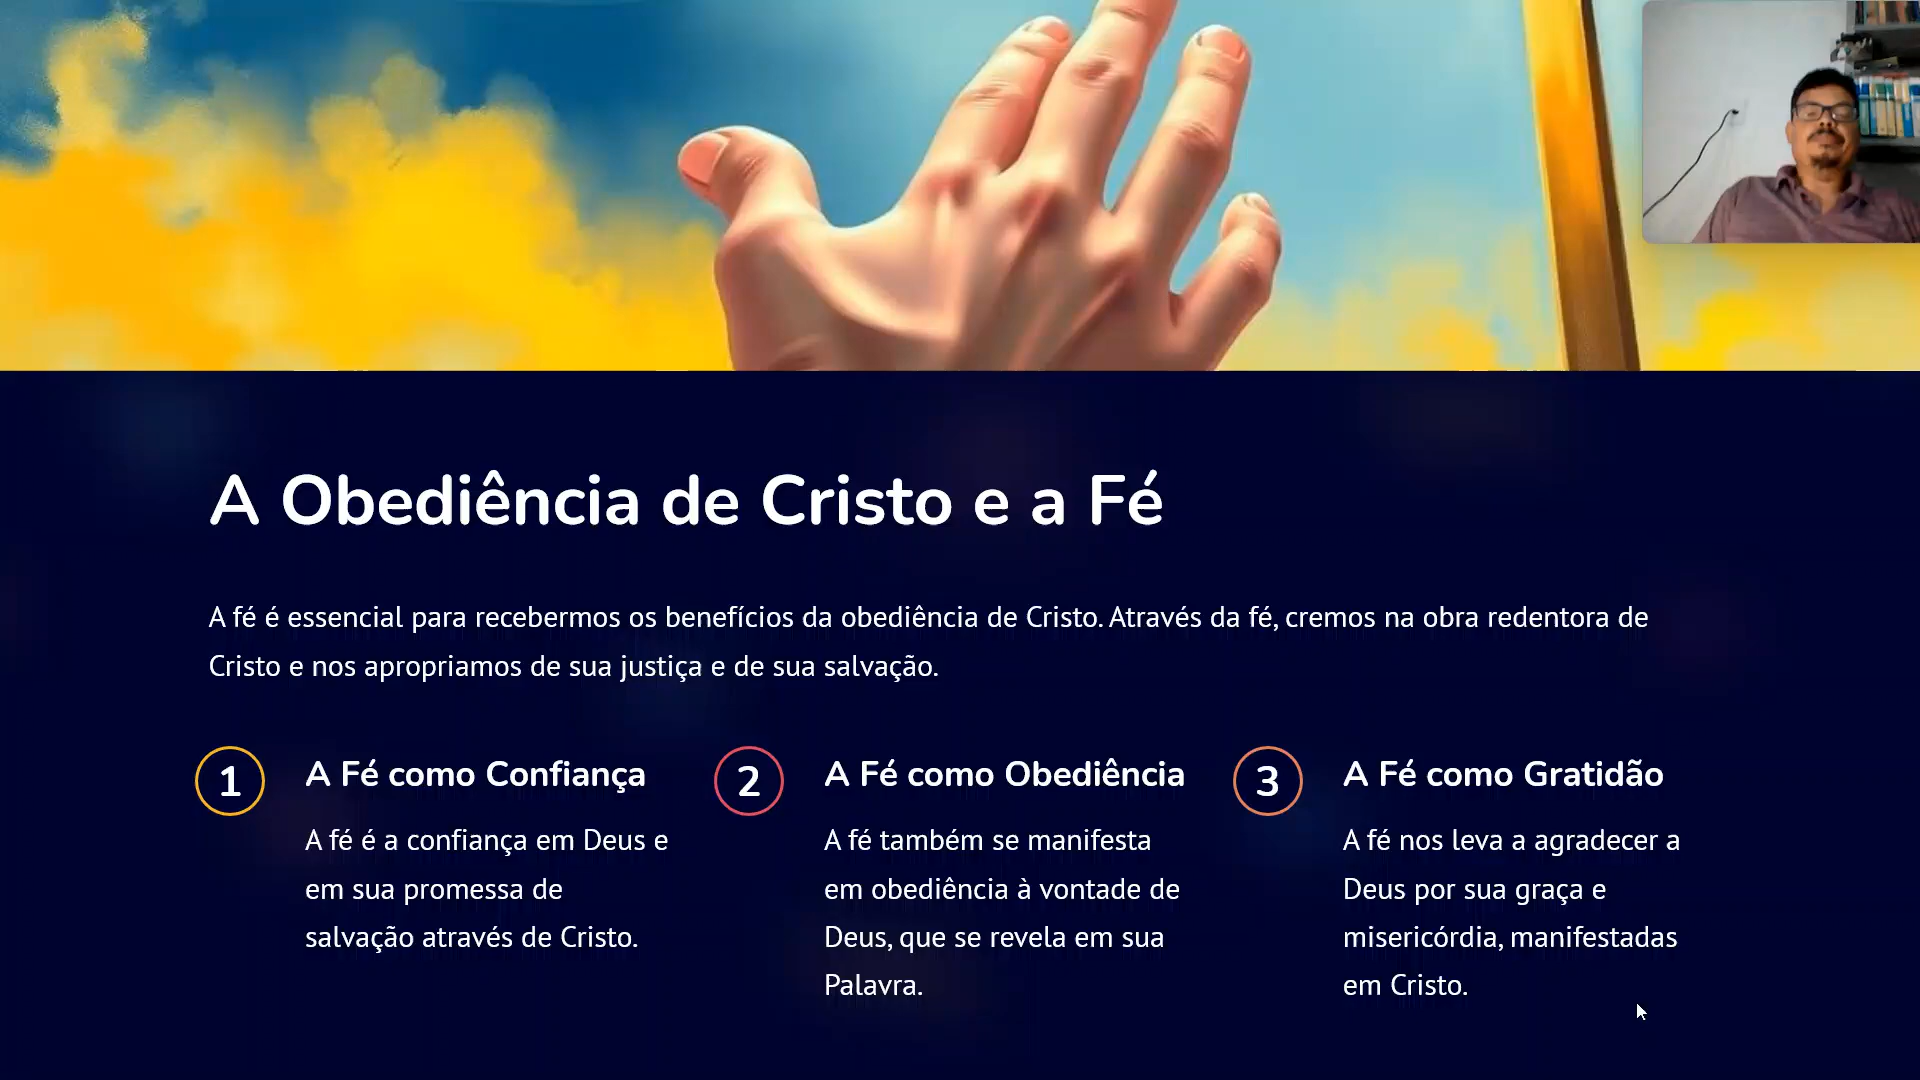 A Obediência de Cristo e a Fé
A fé é essencial para recebermos os benefícios da obediência de Cristo. Através da fé, cremos na obra redentora de
Cristo e nos apropriamos de sua justiça e de sua salvação.
1
A Fé como Confiança
A fé é a confiança em Deus e
em sua promessa de
salvação através de Cristo.
2
A Fé como Obediência
A fé também se manifesta
em obediência à vontade de
Deus, que se revela em sua
Palavra.
3
A Fé como Gratidão
A fé nos leva a agradecer a
Deus por sua graça e
misericórdia, manifestadas
em Cristo.